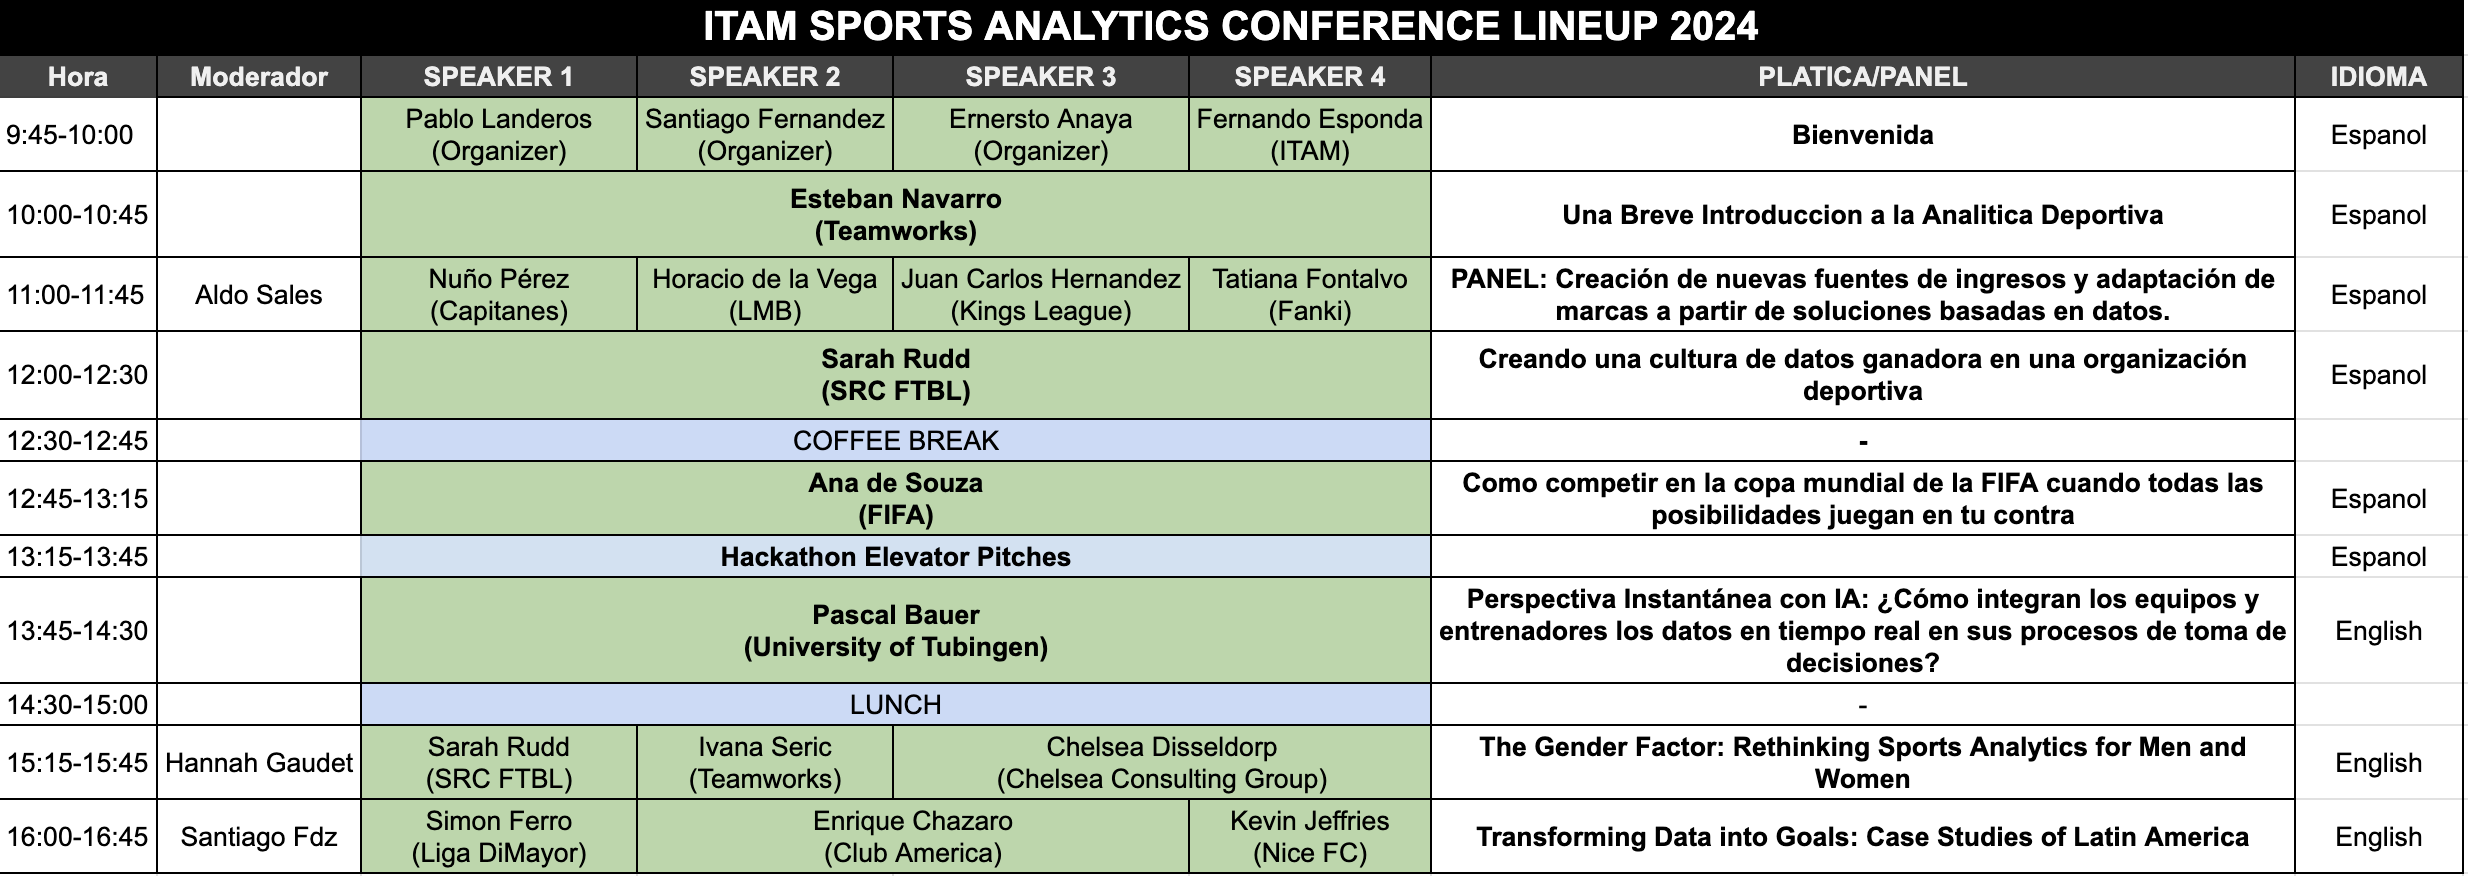 ITAM SPORTS ANALYTICS CONFERENCE LINEUP 2024
Hora Moderador SPEAKER 1 SPEAKER 2 SPEAKER 3 SPEAKER 4 PLATICA/PANEL IDIOMA
9:45-10:00
Pablo Landeros
(Organizer)
Santiago Fernandez
(Organizer)
Ernersto Anaya
(Organizer)
Fernando Esponda
(ITAM)
Bienvenida
Espanol
10:00-10:45
Esteban Navarro
(Teamworks)
Una Breve Introduccion a la Analitica Deportiva
Espanol
11:00-11:45
Aldo Sales
Nuño Pérez
(Capitanes)
Horacio de la Vega
(LMB)
Juan Carlos Hernandez
(Kings League)
Tatiana Fontalvo
(Fanki)
PANEL: Creación de nuevas fuentes de ingresos y adaptación de
marcas a partir de soluciones basadas en datos.
Espanol
12:00-12:30
Sarah Rudd
(SRC FTBL)
Creando una cultura de datos ganadora en una organización
deportiva
Espanol
12:30-12:45
COFFEE BREAK
-
12:45-13:15
Ana de Souza
(FIFA)
Como competir en la copa mundial de la FIFA cuando todas las
posibilidades juegan en tu contra
Espanol
13:15-13:45
Hackathon Elevator Pitches
Espanol
13:45-14:30
Pascal Bauer
(University of Tubingen)
Perspectiva Instantánea con IA: ¿Cómo integran los equipos y
entrenadores los datos en tiempo real en sus procesos de toma de
decisiones?
English
14:30-15:00
LUNCH
-
15:15-15:45
Hannah Gaudet
Sarah Rudd
(SRC FTBL)
Ivana Seric
(Teamworks)
Chelsea Disseldorp
(Chelsea Consulting Group)
The Gender Factor: Rethinking Sports Analytics for Men and
Women
English
16:00-16:45
Santiago Fdz
Simon Ferro
(Liga DiMayor)
Enrique Chazaro
(Club America)
Kevin Jeffries
(Nice FC)
Transforming Data into Goals: Case Studies of Latin America
English